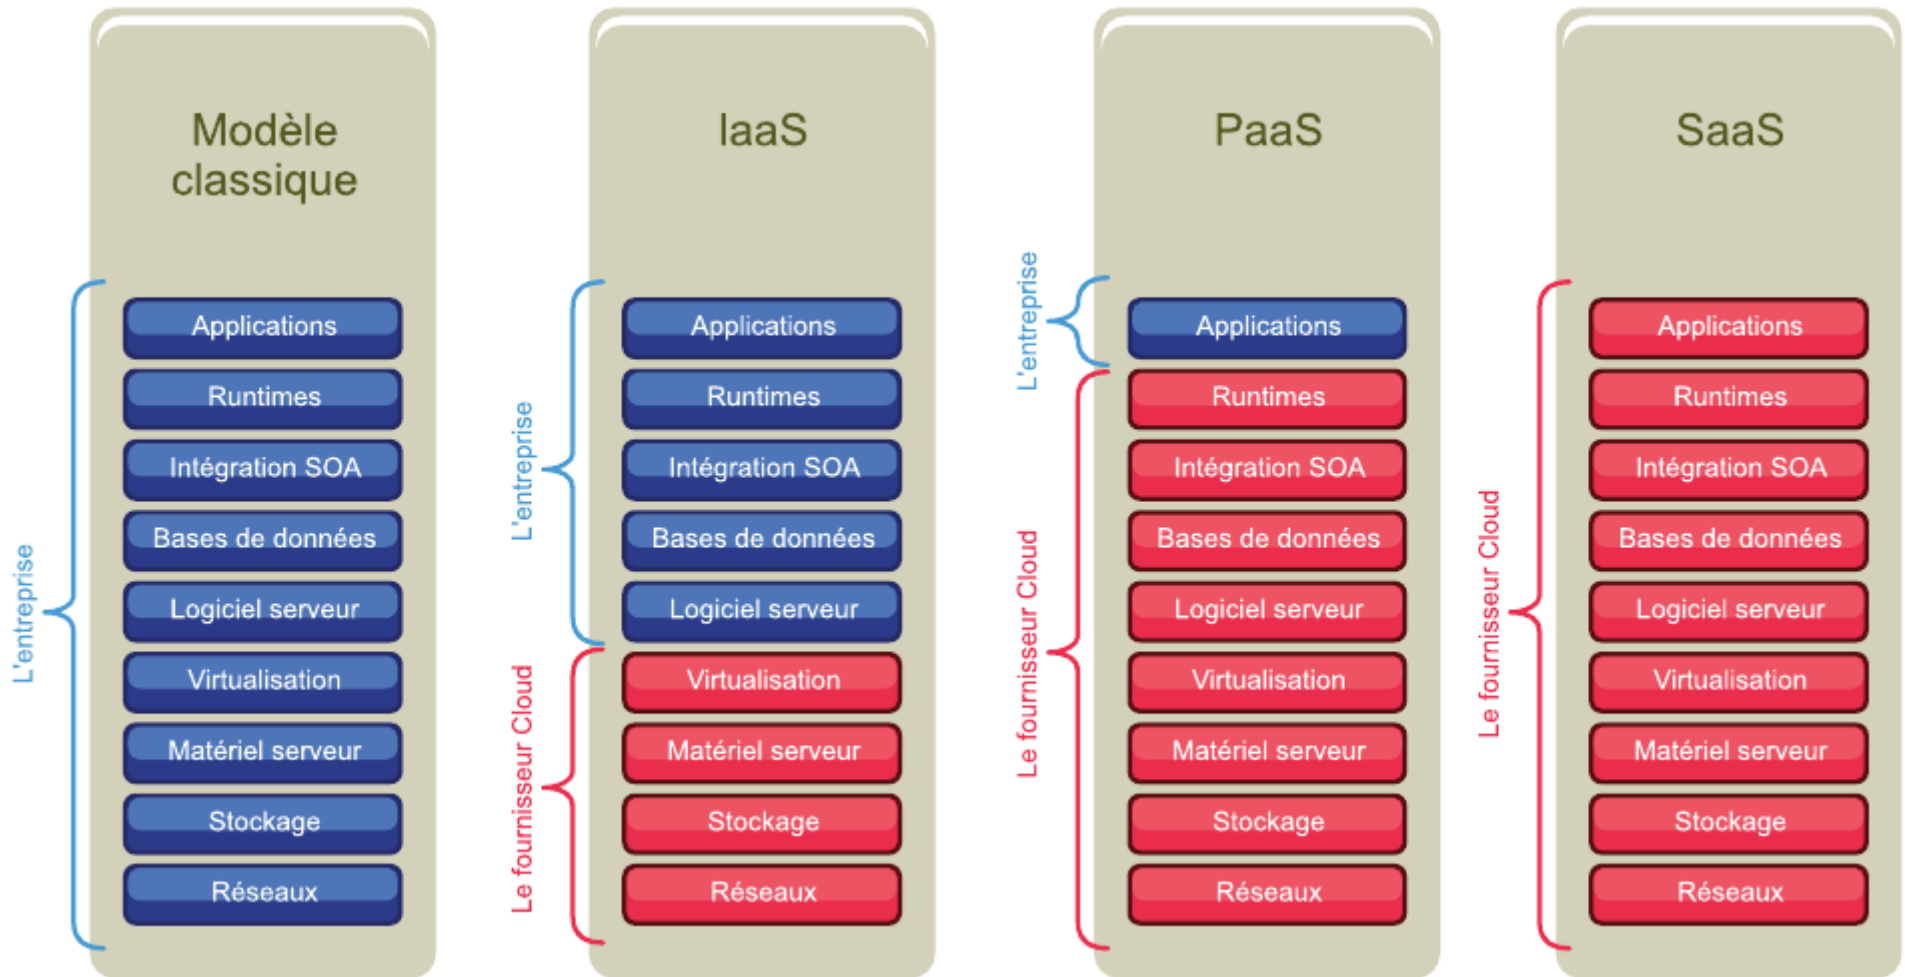 Modèle
classique
L'entreprise
Applications
Runtimes
Intégration SOA
Bases de données
Logiciel serveur
Virtualisation
Matériel serveur
Stockage
Réseaux
IaaS
L'entreprise
Applications
Runtimes
Intégration SOA
Bases de données
Logiciel serveur
Le fournisseur Cloud
Virtualisation
Matériel serveur
Stockage
Réseaux
PaaS
L'entreprise
Applications
Le fournisseur Cloud
Runtimes
Intégration SOA
Bases de données
Logiciel serveur
Virtualisation
Matériel serveur
Stockage
Réseaux
SaaS
Le fournisseur Cloud
Applications
Runtimes
Intégration SOA
Bases de données
Logiciel serveur
Virtualisation
Matériel serveur
Stockage
Réseaux